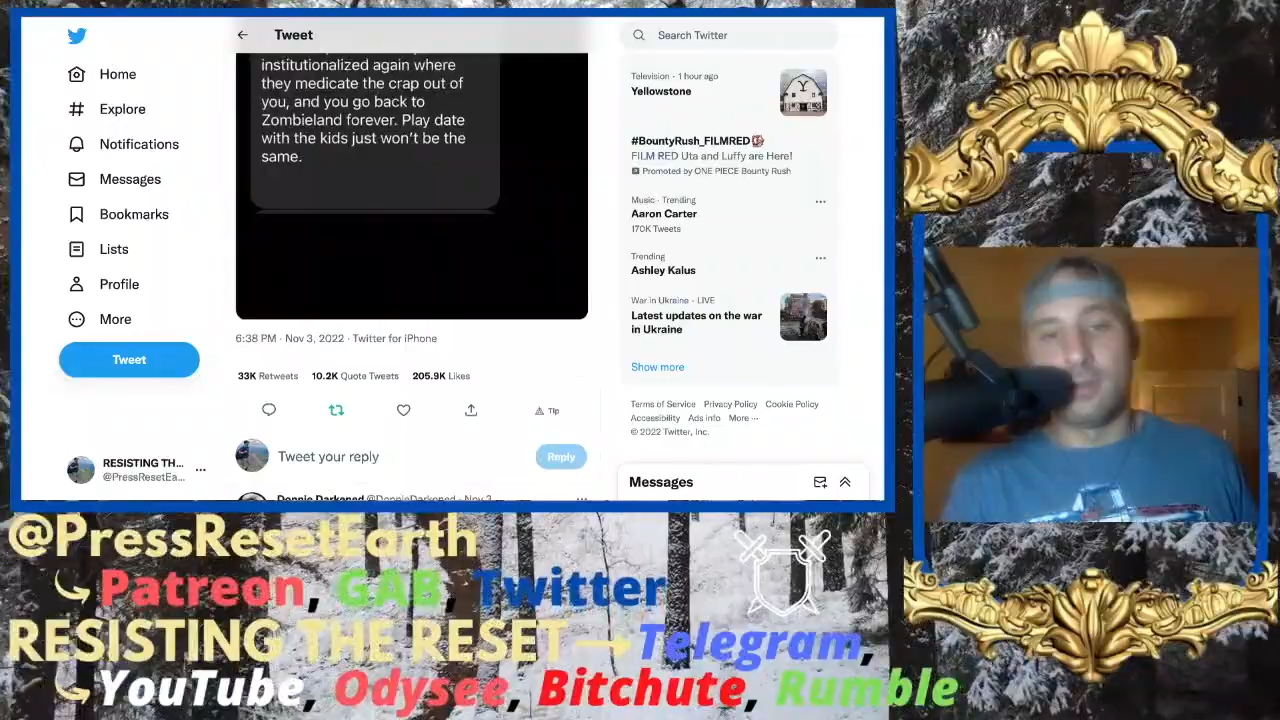 Tweet
Search Twitter
institutionalized again where
they medicate the crap out of
you, and you go back to
Zombieland forever. Play date
with the kids just won't be the
same.
Home
Explore
Notifications
Messages
Bookmarks
Lists
Profile
More
Tweet
RESISTING TH...
@PressResetEa...
6:38 PM · Nov 3, 2022 · Twitter for iPhone
33K Retweets 10.2K Quote Tweets 205.9K Likes
Tip
Tweet your reply
Reply
Donnie Darkened @DonnieDarkened · Nov 3
Television · 1 hour ago
Yellowstone
#BountyRush_FILMRED
FILM RED Uta and Luffy are Here!
Promoted by ONE PIECE Bounty Rush
Music · Trending
Aaron Carter
170K Tweets
Trending
Ashley Kalus
War in Ukraine · LIVE
Latest updates on the war
in Ukraine
Show more
Terms of Service Privacy Policy Cookie Policy
Accessibility Ads info More ...
© 2022 Twitter, Inc.
Messages
@PressResetEarth
Patreon, GAB, Twitter
RESISTING THE RESET → Telegram,
YouTube, Odysee, Bitchute, Rumble